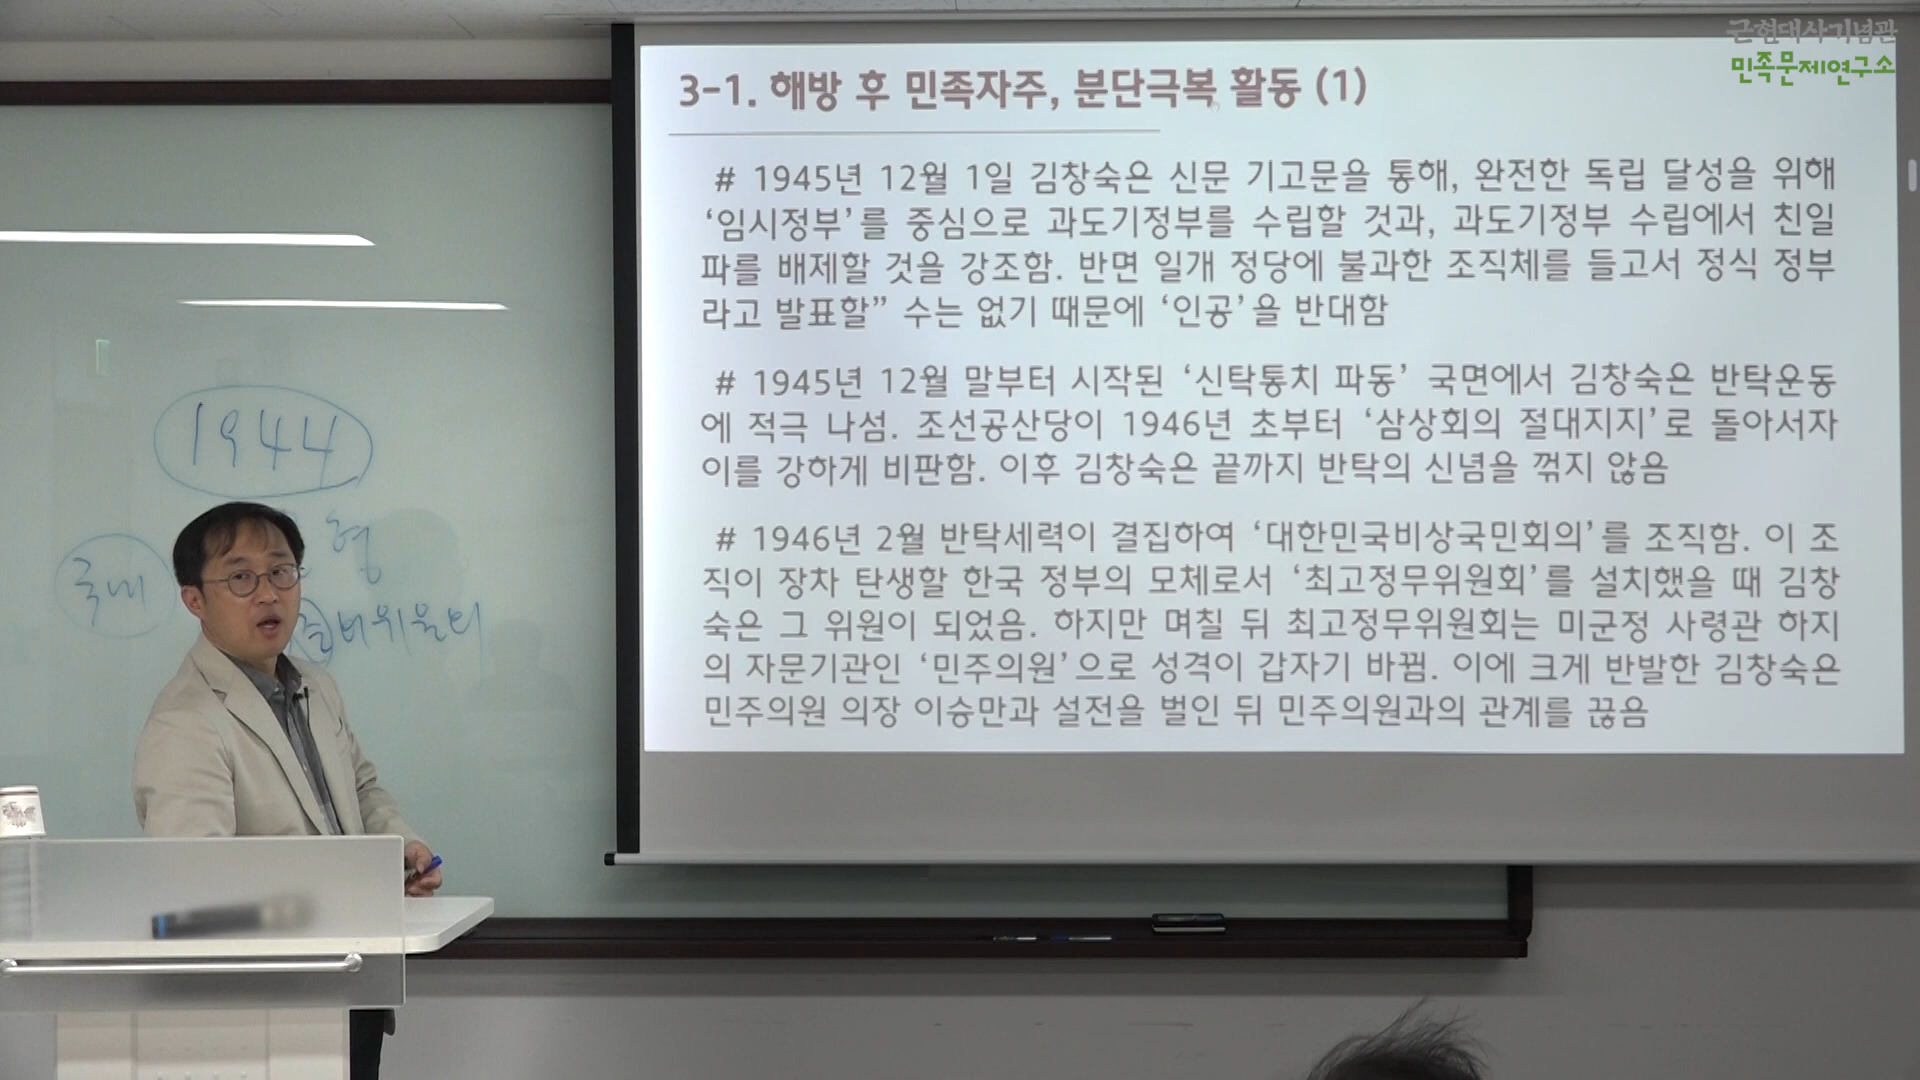 근현대사기념관
민족문제연구소
3-1. 해방 후 민족자주, 분단극복 활동 (1)
# 1945년 12월 1일 김창숙은 신문 기고문을 통해, 완전한 독립 달성을 위해
‘임시정부’를 중심으로 과도기정부를 수립할 것과, 과도기정부 수립에서 친일
파를 배제할 것을 강조함. 반면 일개 정당에 불과한 조직체를 들고서 정식 정부
라고 발표할” 수는 없기 때문에 ‘인공’을 반대함
# 1945년 12월 말부터 시작된 ‘신탁통치 파동’ 국면에서 김창숙은 반탁운동
에 적극 나섬. 조선공산당이 1946년 초부터 ‘삼상회의 절대지지’로 돌아서자
이를 강하게 비판함. 이후 김창숙은 끝까지 반탁의 신념을 꺾지 않음
# 1946년 2월 반탁세력이 결집하여 ‘대한민국비상국민회의’를 조직함. 이 조
직이 장차 탄생할 한국 정부의 모체로서 ‘최고정무위원회’를 설치했을 때 김창
숙은 그 위원이 되었음. 하지만 며칠 뒤 최고정무위원회는 미군정 사령관 하지
의 자문기관인 ‘민주의원’으로 성격이 갑자기 바뀜. 이에 크게 반발한 김창숙은
민주의원 의장 이승만과 설전을 벌인 뒤 민주의원과의 관계를 끊음
1944
형
국내